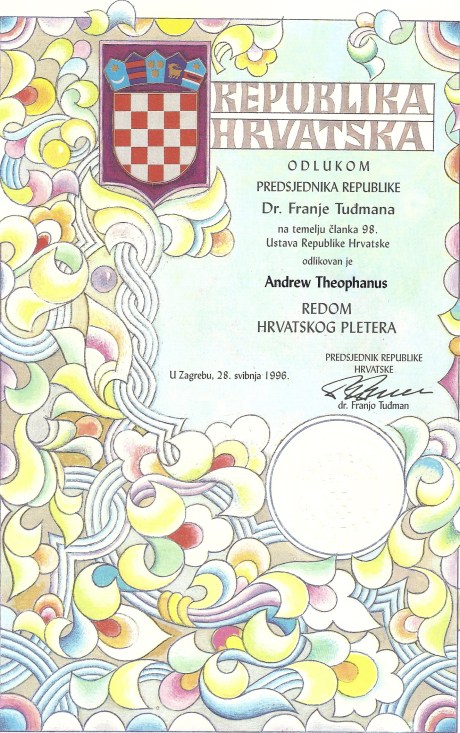 REPUBLIKA
HRVATSKA
ODLUKOM
PREDSJEDNIKA REPUBLIKE
Dr. Franje Tuđmana
na temelju članka 98.
Ustava Republike Hrvatske
odlikovan je
Andrew Theophanus
REDOM
HRVATSKOG PLETERA
PREDSJEDNIK REPUBLIKE
HRVATSKE
U Zagrebu, 28. svibnja 1996.
dr. Franjo Tuđman